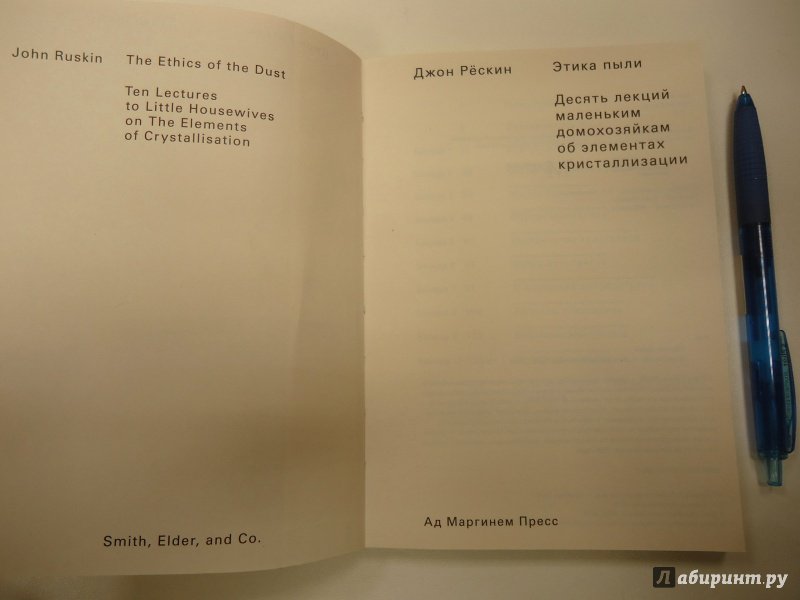 John Ruskin The Ethics of the Dust
Ten Lectures
to Little Housewives
on The Elements
of Crystallisation
Smith, Elder, and Co.
Джон Рёскин Этика пыли
Десять лекций
маленьким
домохозяйкам
об элементах
кристаллизации
Ад Маргинем Пресс
Лабиринт.ру